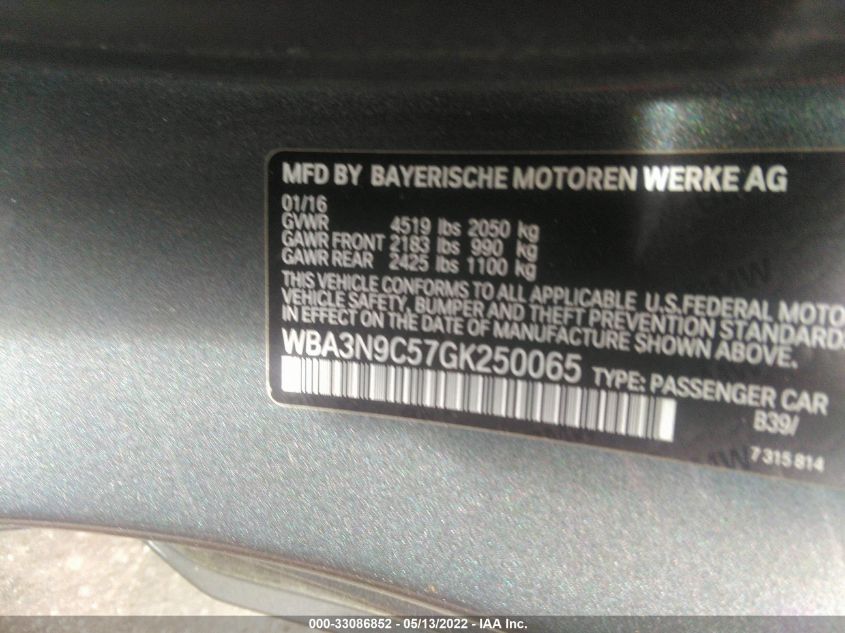 MFD BY BAYERISCHE MOTOREN WERKE AG
01/16
GVWR 4519 lbs 2050 kg
GAWR FRONT 2183 lbs 990 kg
GAWR REAR 2425 lbs 1100 kg
THIS VEHICLE CONFORMS TO ALL APPLICABLE U.S.FEDERAL MOTO
VEHICLE SAFETY, BUMPER AND THEFT PREVENTION STANDARD
IN EFFECT ON THE DATE OF MANUFACTURE SHOWN ABOVE.
WBA3N9C57GK250065 TYPE: PASSENGER CAR
B39/
7 315 814
000-33086852 - 05/13/2022 - IAA, Inc.